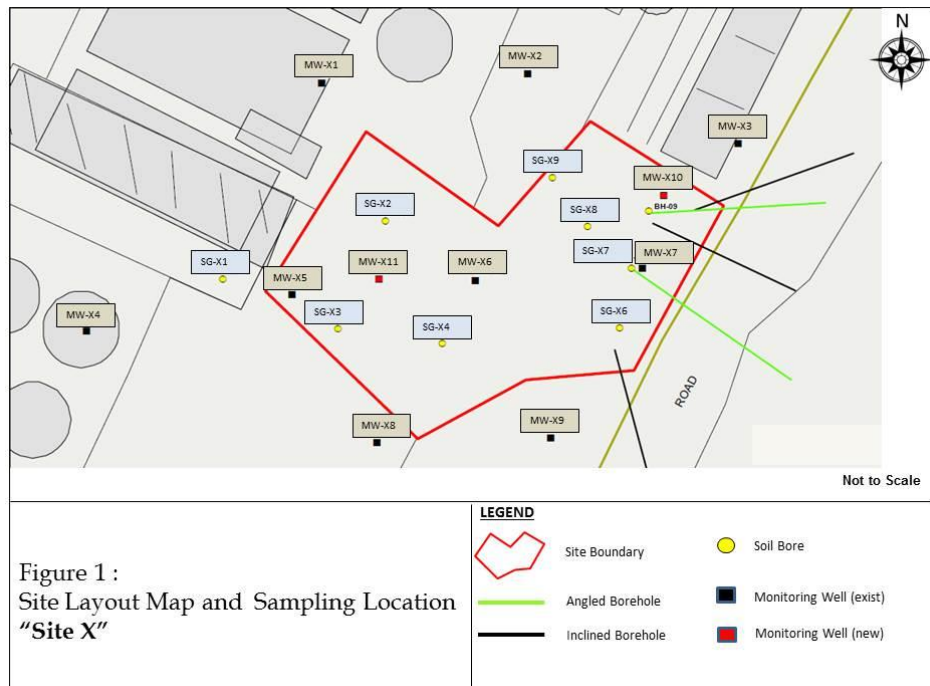 N
MW-X1
MW-X2
MW-X3
SG-X9
MW-X10
BH-09
SG-X2
SG-X8
SG-X7
MW-X7
SG-X1
MW-X5
MW-X11
MW-X6
MW-X4
SG-X3
SG-X4
SG-X6
ROAD
MW-X8
MW-X9
Not to Scale
Figure 1 :
Site Layout Map and Sampling Location
“Site X”
LEGEND
Site Boundary
Soil Bore
Angled Borehole
Monitoring Well (exist)
Inclined Borehole
Monitoring Well (new)